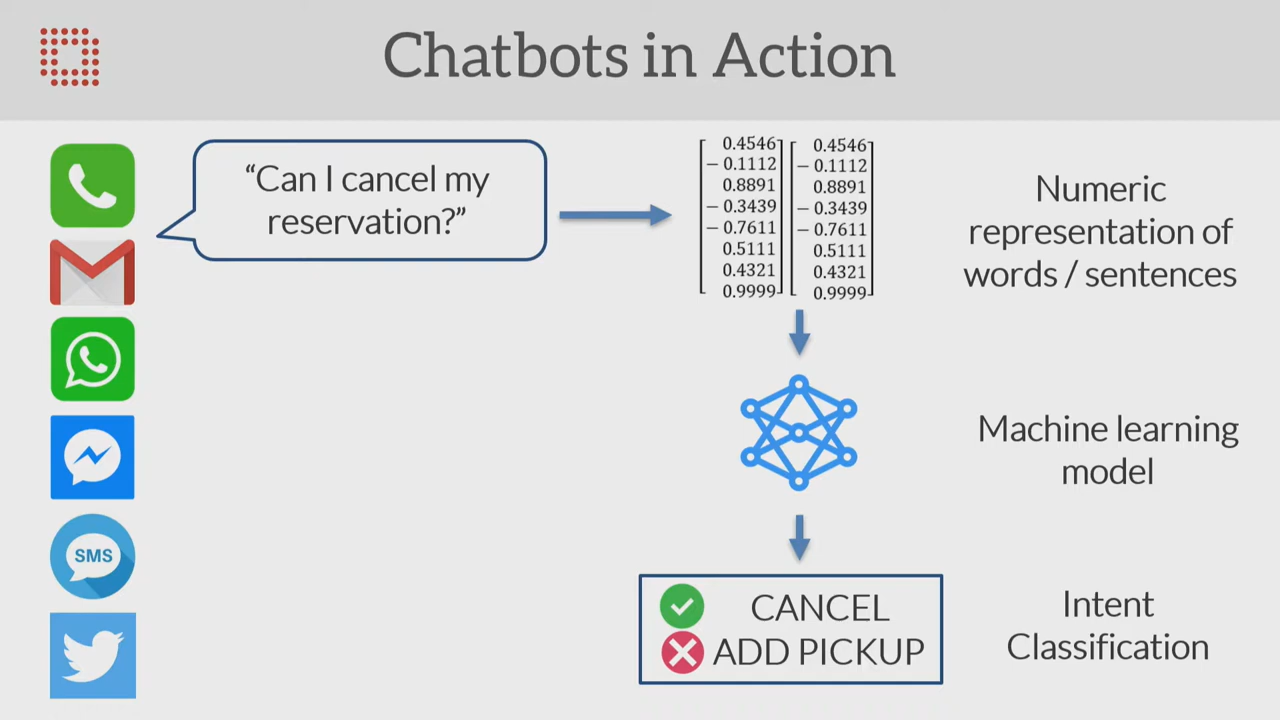 Chatbots in Action
“Can I cancel my
reservation?”
0.4546 0.4546
− 0.1112 − 0.1112
0.8891 0.8891
− 0.3439 − 0.3439
− 0.7611 − 0.7611
0.5111 0.5111
0.4321 0.4321
0.9999 0.9999
Numeric
representation of
words / sentences
Machine learning
model
SMS
CANCEL
ADD PICKUP
Intent
Classification